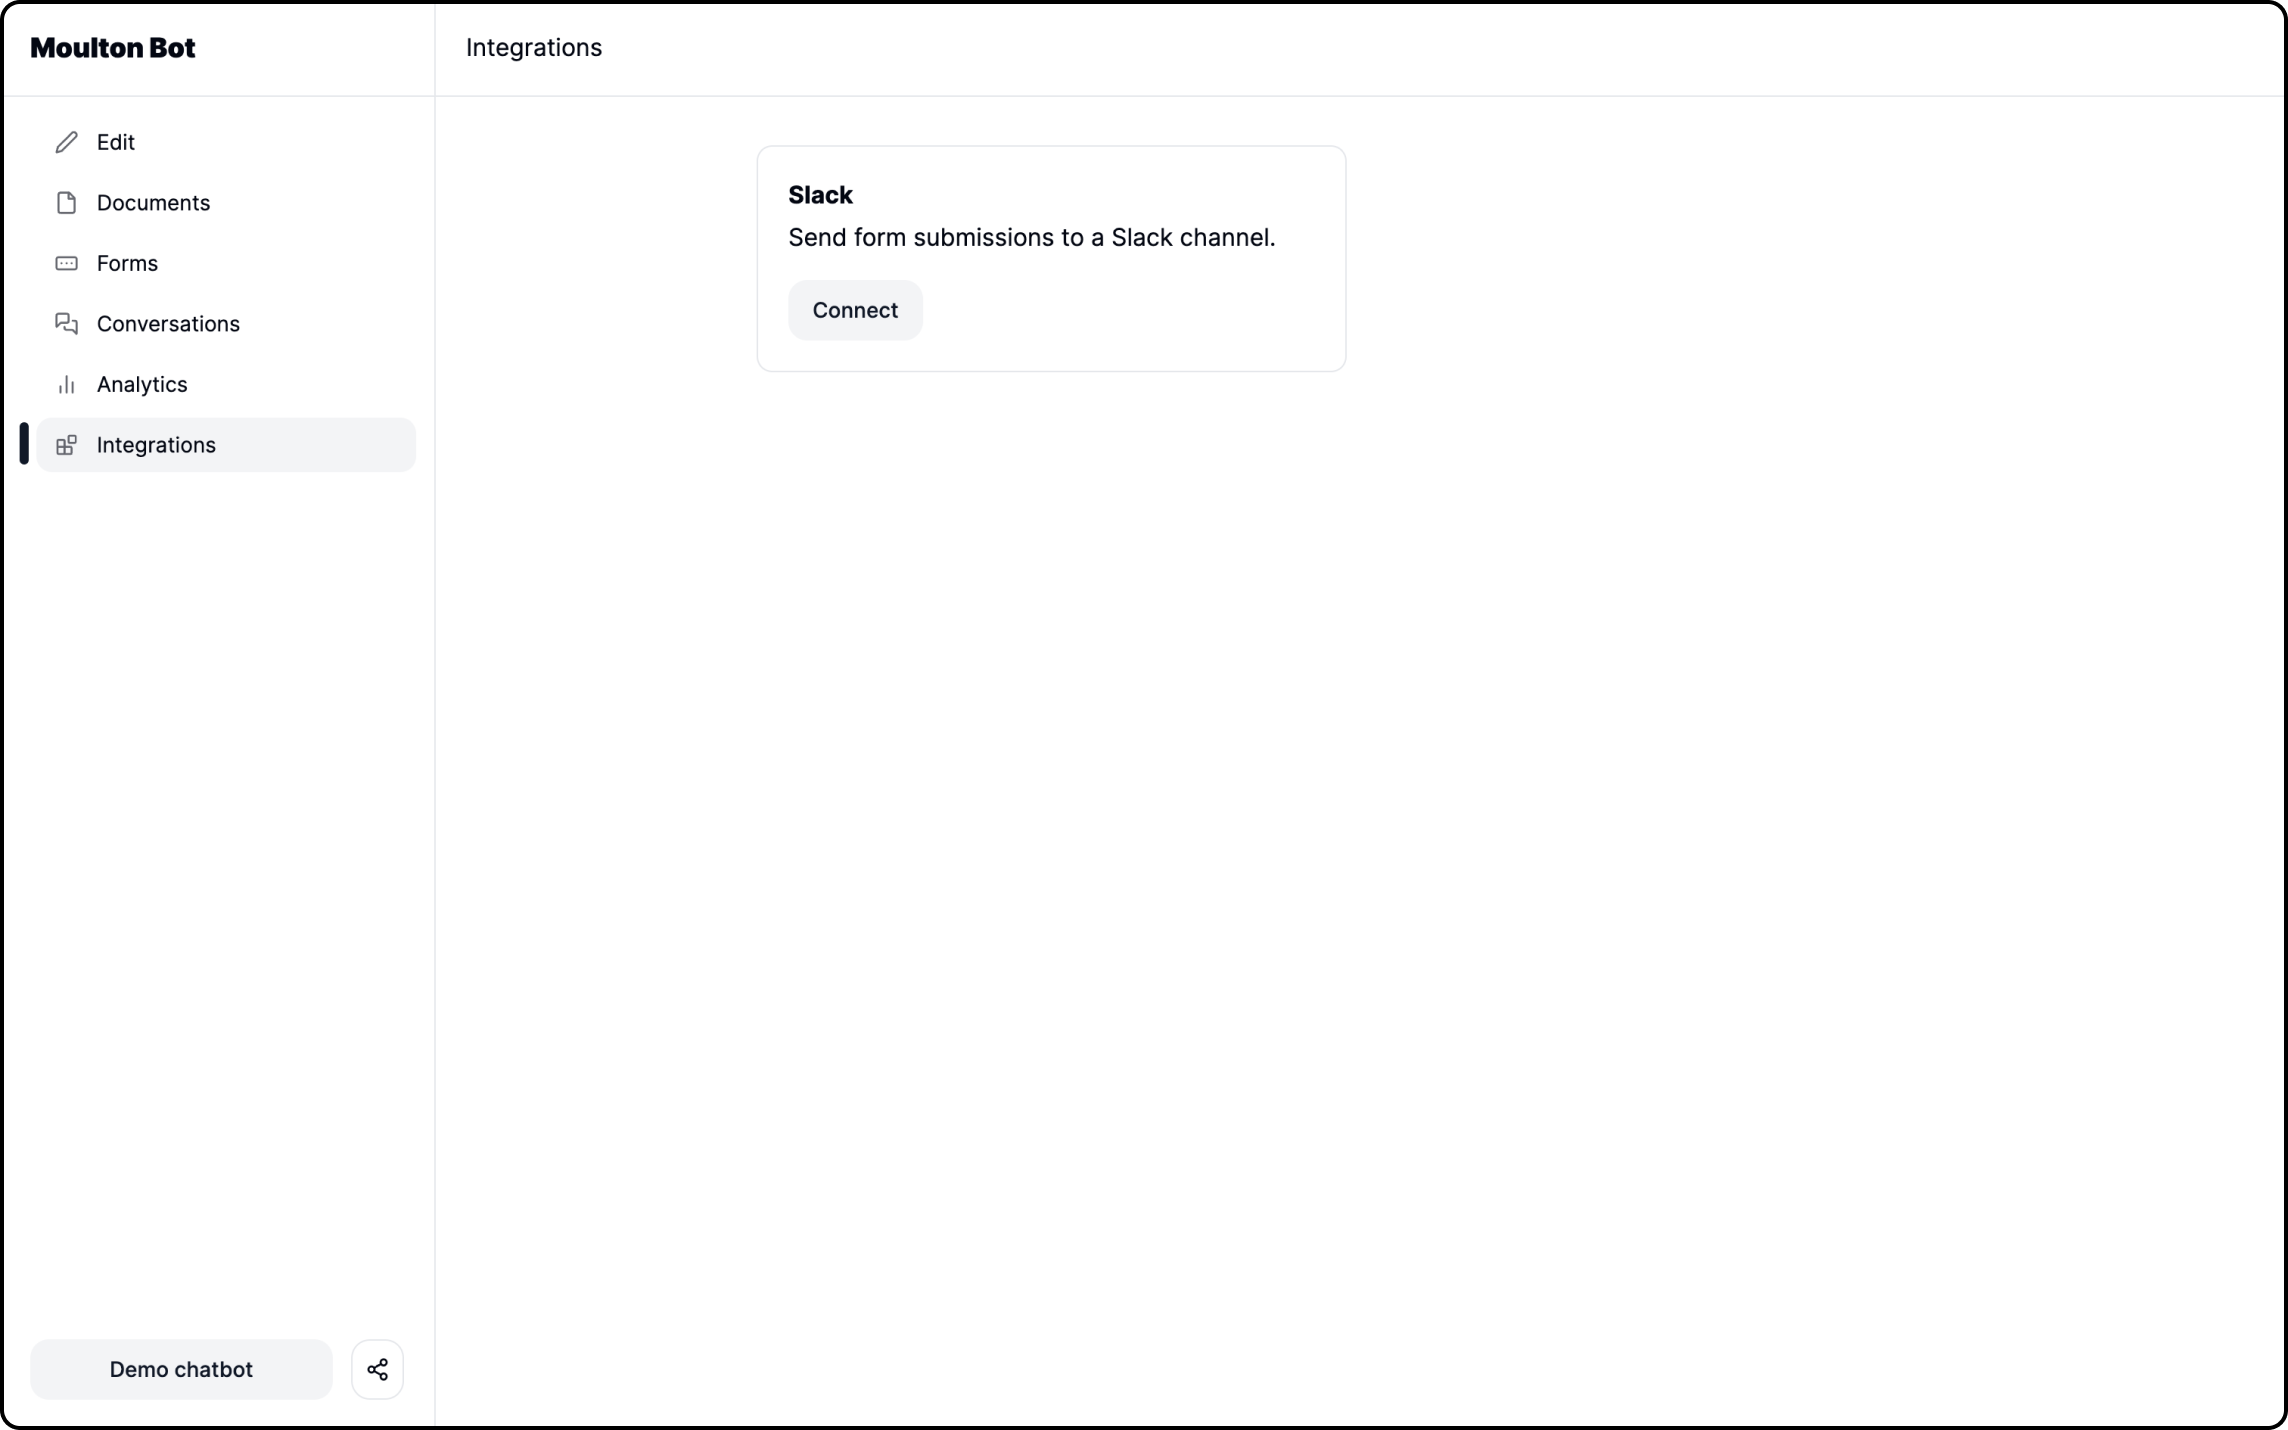 Moulton Bot
Integrations
Edit
Documents
Forms
Conversations
Analytics
Integrations
Slack
Send form submissions to a Slack channel.
Connect
Demo chatbot